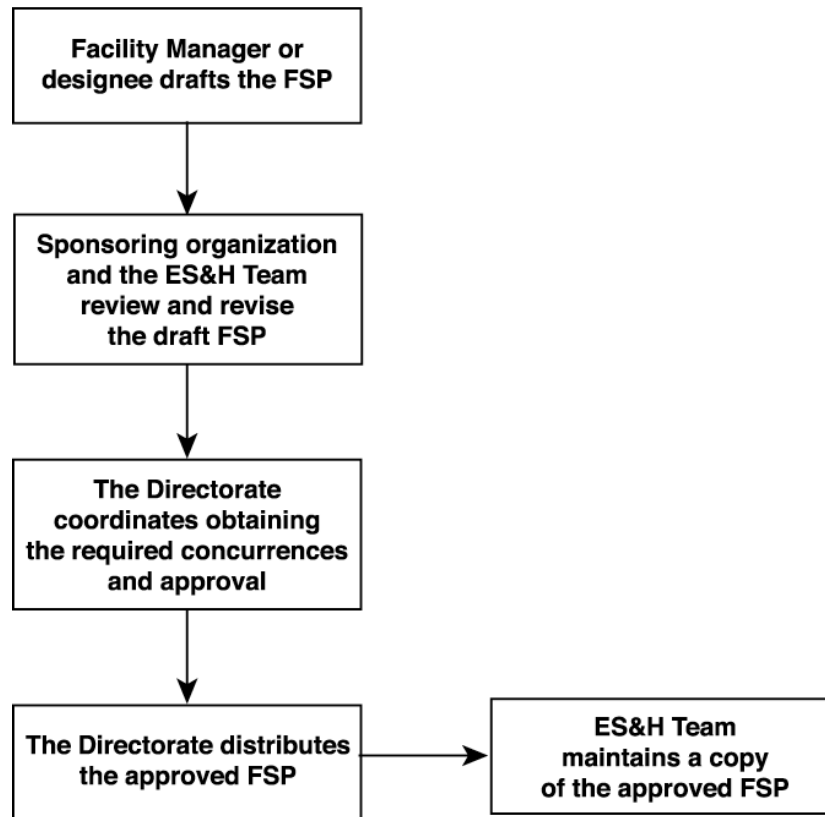 Facility Manager or
designee drafts the FSP
Sponsoring organization
and the ES&H Team
review and revise
the draft FSP
The Directorate
coordinates obtaining
the required concurrences
and approval
The Directorate distributes
the approved FSP
ES&H Team
maintains a copy
of the approved FSP